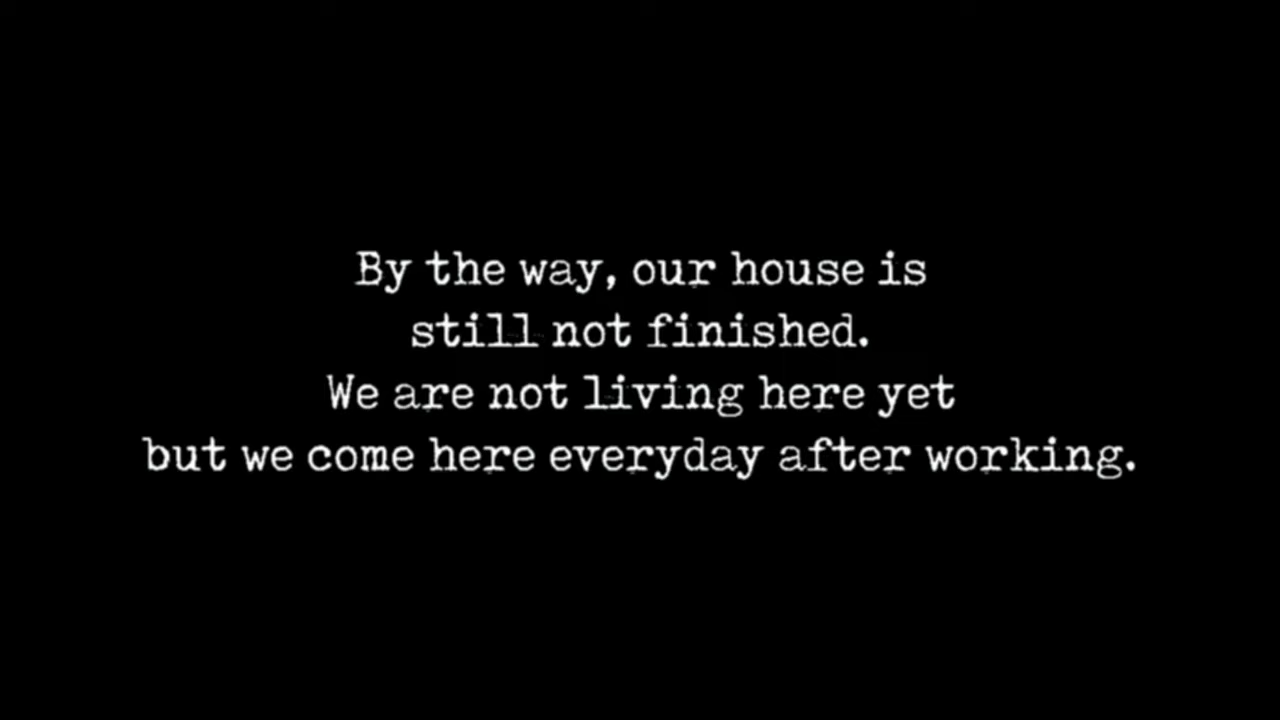 By the way, our house is
still not finished.
We are not living here yet
but we come here everyday after working.